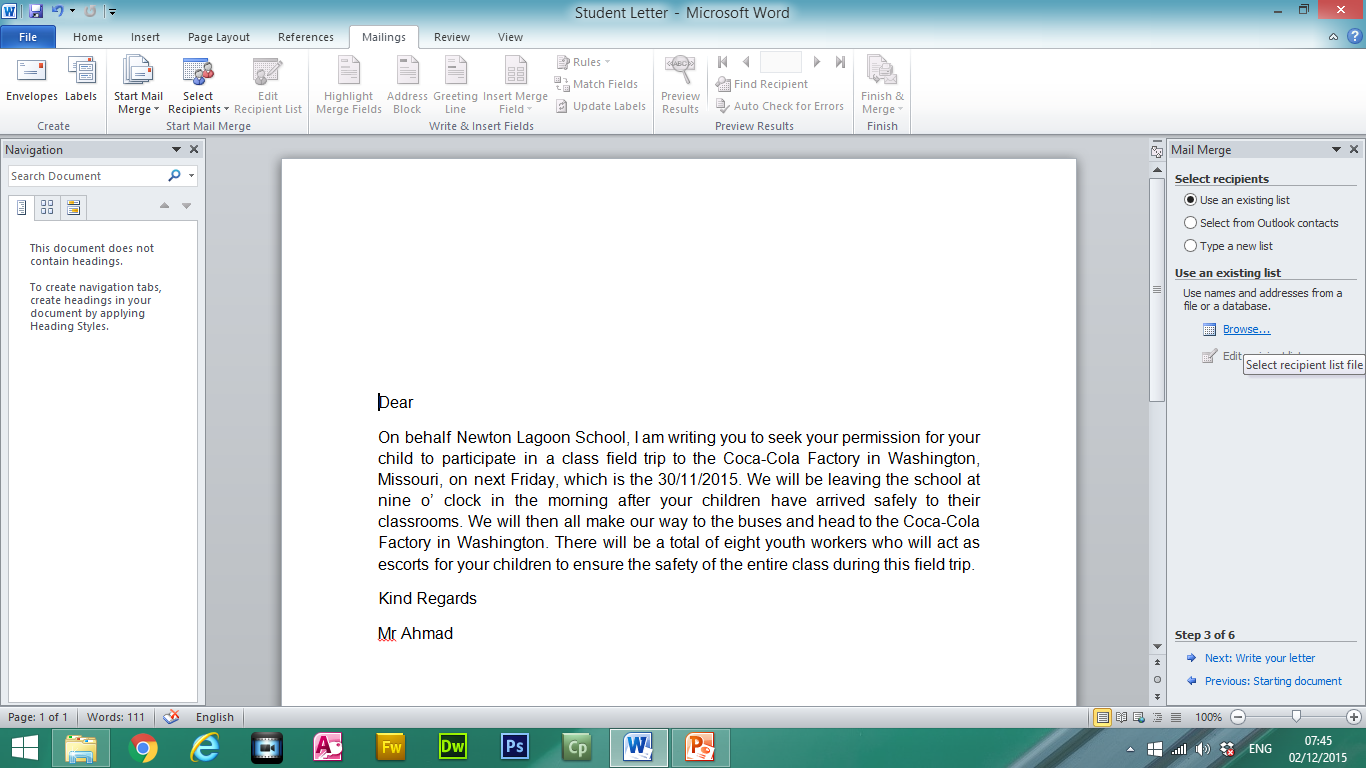 Student Letter - Microsoft Word
File Home Insert Page Layout References Mailings Review View
Envelopes Labels
Create
Start Mail Merge
Select Recipients
Edit Recipient List
Start Mail Merge
Highlight Merge Fields
Address Block
Greeting Line
Insert Merge Field
Rules
Match Fields
Update Labels
Write & Insert Fields
Preview Results
Find Recipient
Auto Check for Errors
Preview Results
Finish & Merge
Finish
Navigation
Search Document
This document does not
contain headings.
To create navigation tabs,
create headings in your
document by applying
Heading Styles.
Dear
On behalf Newton Lagoon School, I am writing you to seek your permission for your
child to participate in a class field trip to the Coca-Cola Factory in Washington,
Missouri, on next Friday, which is the 30/11/2015. We will be leaving the school at
nine o’ clock in the morning after your children have arrived safely to their
classrooms. We will then all make our way to the buses and head to the Coca-Cola
Factory in Washington. There will be a total of eight youth workers who will act as
escorts for your children to ensure the safety of the entire class during this field trip.
Kind Regards
Mr Ahmad
Mail Merge
Select recipients
Use an existing list
Select from Outlook contacts
Type a new list
Use an existing list
Use names and addresses from a
file or a database.
Browse...
Edit
Select recipient list file
Step 3 of 6
Next: Write your letter
Previous: Starting document
Page: 1 of 1 Words: 111 English 100%
A Fw Dw Ps Cp W P ENG
07:45
02/12/2015